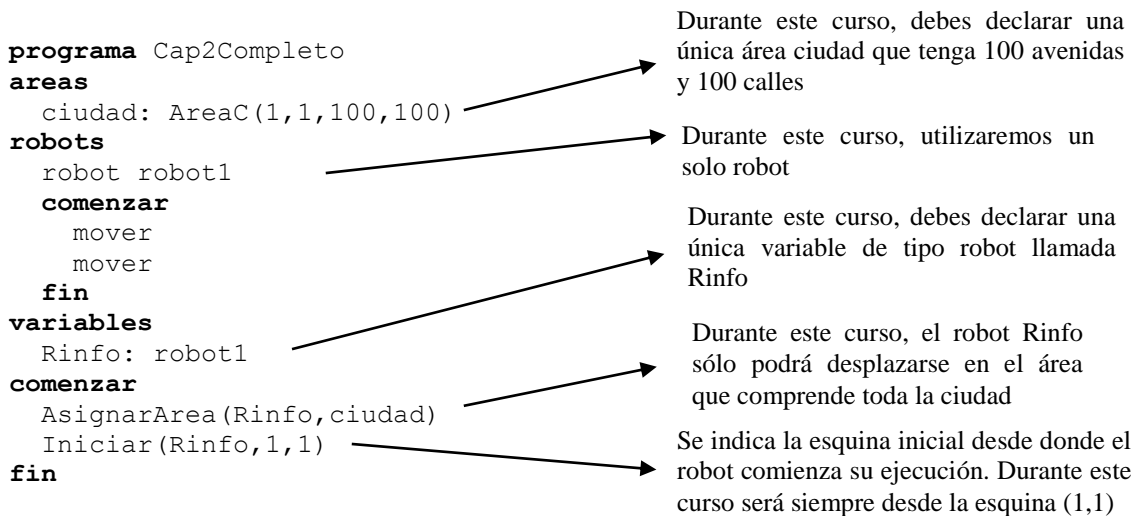 programa Cap2Completo
areas
ciudad: AreaC(1,1,100,100)
robots
robot robot1
comenzar
mover
mover
fin
variables
Rinfo: robot1
comenzar
AsignarArea(Rinfo,ciudad)
Iniciar(Rinfo,1,1)
fin
Durante este curso, debes declarar una
única área ciudad que tenga 100 avenidas
y 100 calles
Durante este curso, utilizaremos un
solo robot
Durante este curso, debes declarar una
única variable de tipo robot llamada
Rinfo
Durante este curso, el robot Rinfo
sólo podrá desplazarse en el área
que comprende toda la ciudad
Se indica la esquina inicial desde donde el
robot comienza su ejecución. Durante este
curso será siempre desde la esquina (1,1)